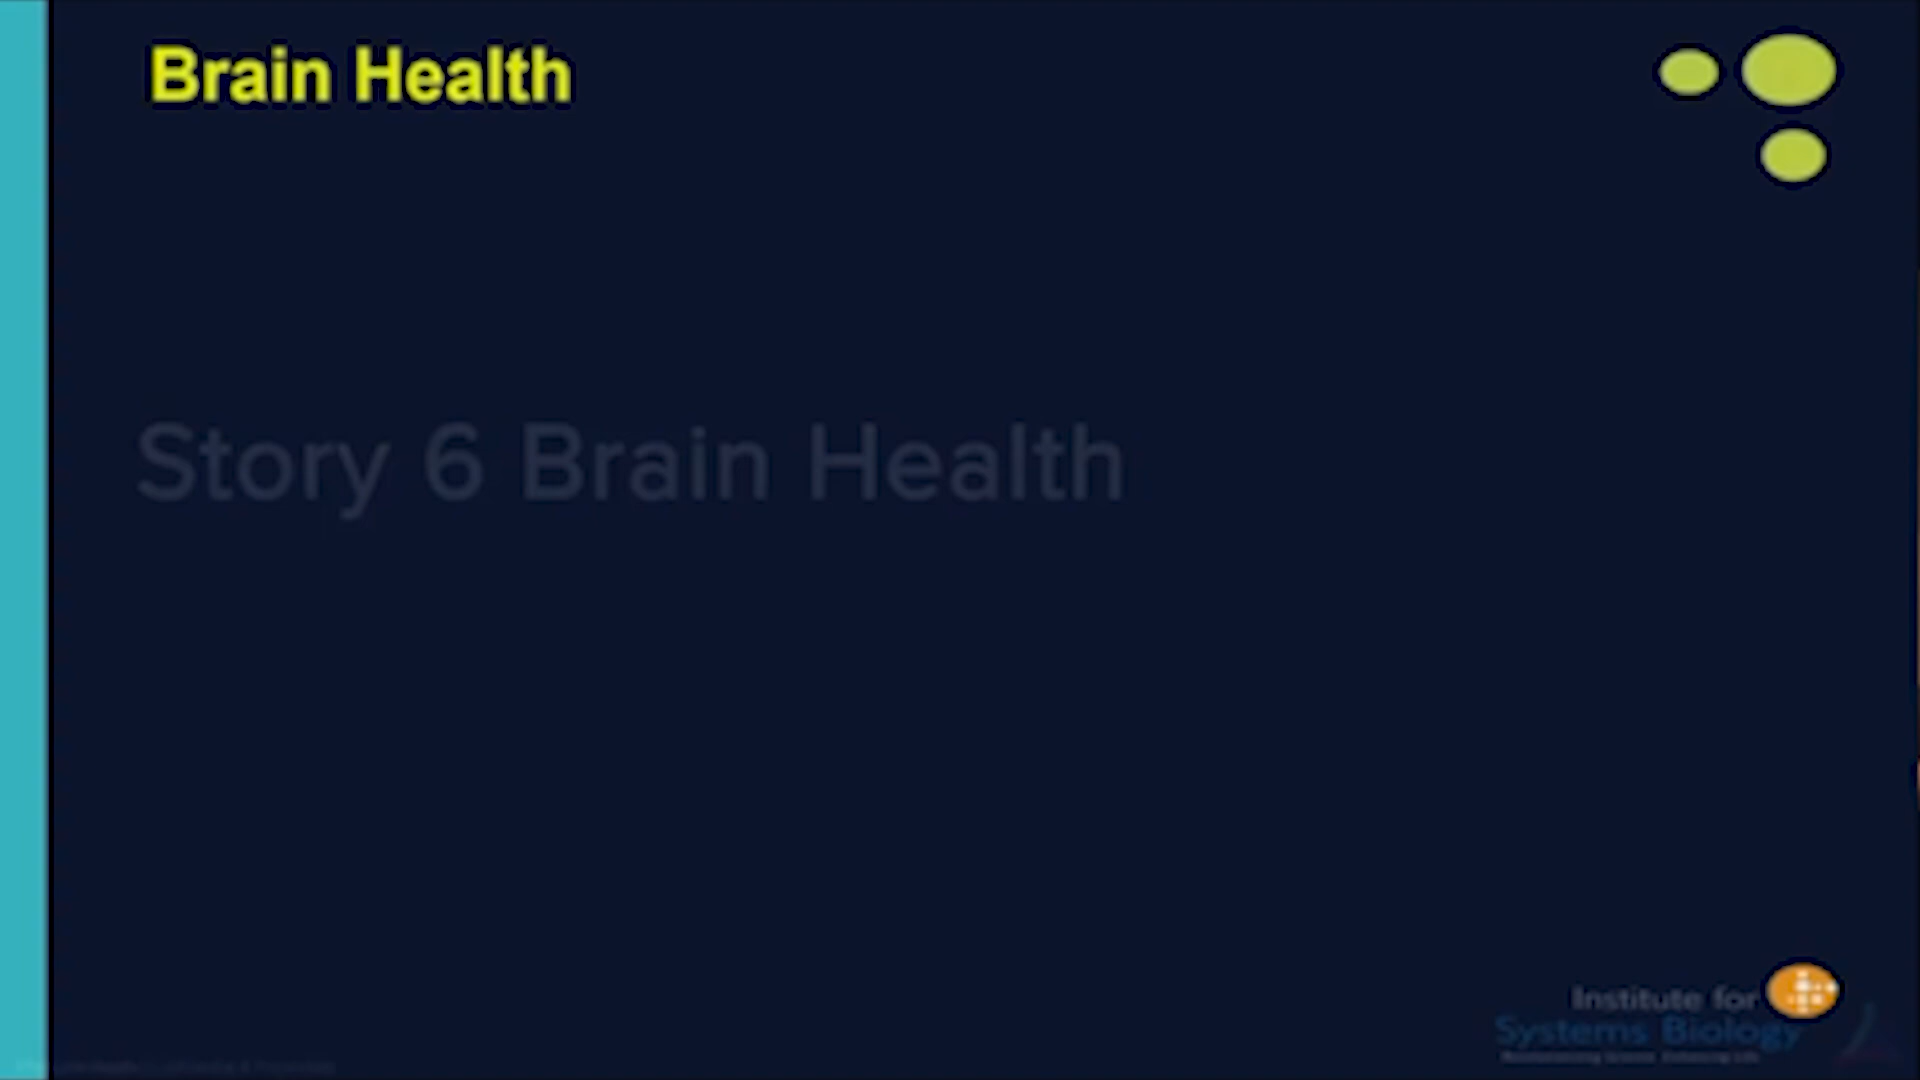 Brain Health
Story 6 Brain Health
Institute for
Systems Biology